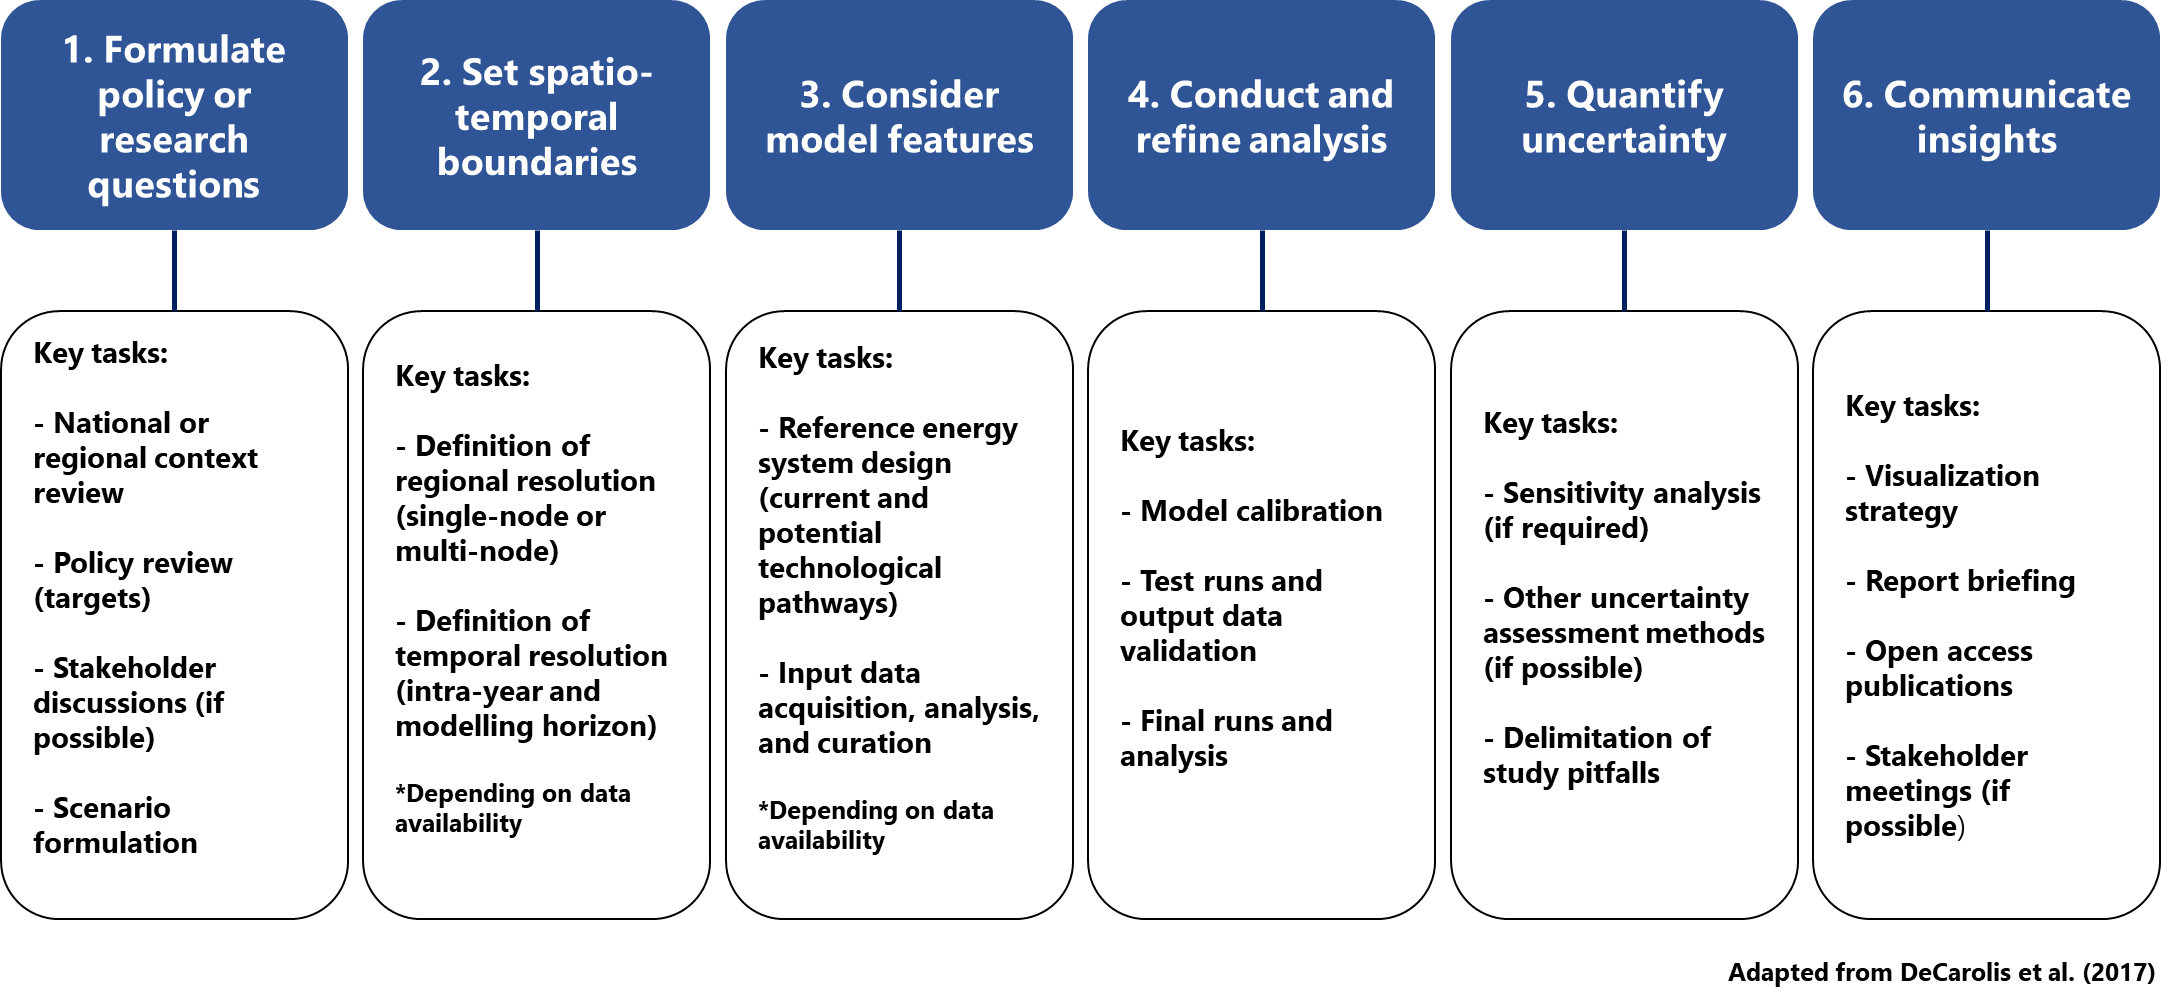 1. Formulate
policy or
research
questions
2. Set spatio-
temporal
boundaries
3. Consider
model features
4. Conduct and
refine analysis
5. Quantify
uncertainty
6. Communicate
insights
Key tasks:
- National or
regional context
review
- Policy review
(targets)
- Stakeholder
discussions (if
possible)
- Scenario
formulation
Key tasks:
- Definition of
regional resolution
(single-node or
multi-node)
- Definition of
temporal resolution
(intra-year and
modelling horizon)
*Depending on data
availability
Key tasks:
- Reference energy
system design
(current and
potential
technological
pathways)
- Input data
acquisition, analysis,
and curation
*Depending on data
availability
Key tasks:
- Model calibration
- Test runs and
output data
validation
- Final runs and
analysis
Key tasks:
- Sensitivity analysis
(if required)
- Other uncertainty
assessment methods
(if possible)
- Delimitation of
study pitfalls
Key tasks:
- Visualization
strategy
- Report briefing
- Open access
publications
- Stakeholder
meetings (if
possible)
Adapted from DeCarolis et al. (2017)